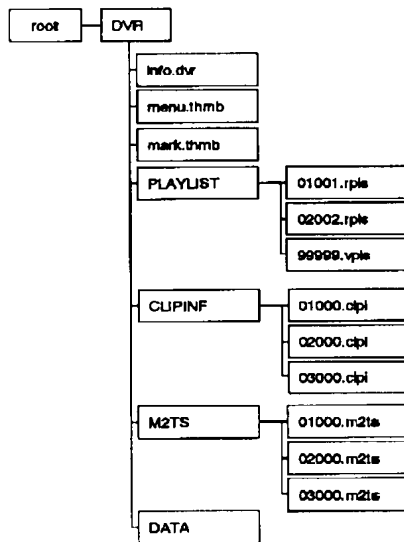 root DVR
info.dvr
menu.thmb
mark.thmb
PLAYLIST 01001.rpls
02002.rpls
99999.vpls
CLIPINF 01000.clpi
02000.clpi
03000.clpi
M2TS 01000.m2ts
02000.m2ts
03000.m2ts
DATA